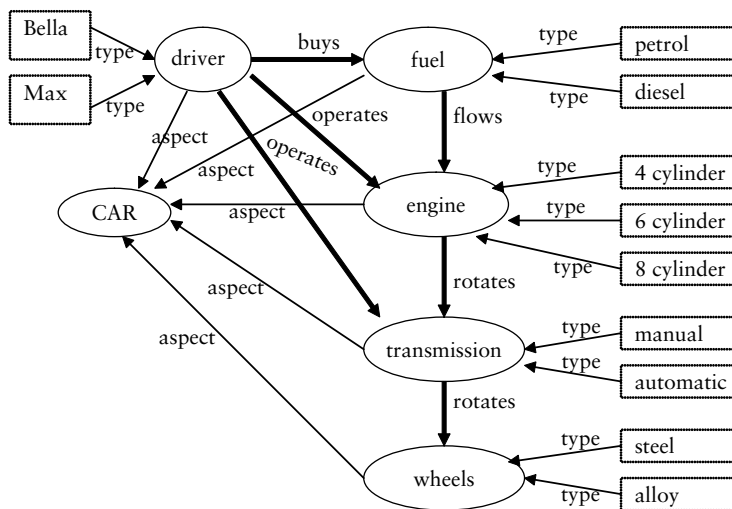 Bella
type
driver
buys
fuel
type
petrol
Max
type
type
diesel
operates
flows
aspect
operates
aspect
type
4 cylinder
CAR
aspect
engine
type
6 cylinder
type
8 cylinder
aspect
rotates
aspect
transmission
type
manual
type
automatic
rotates
type
steel
wheels
type
alloy